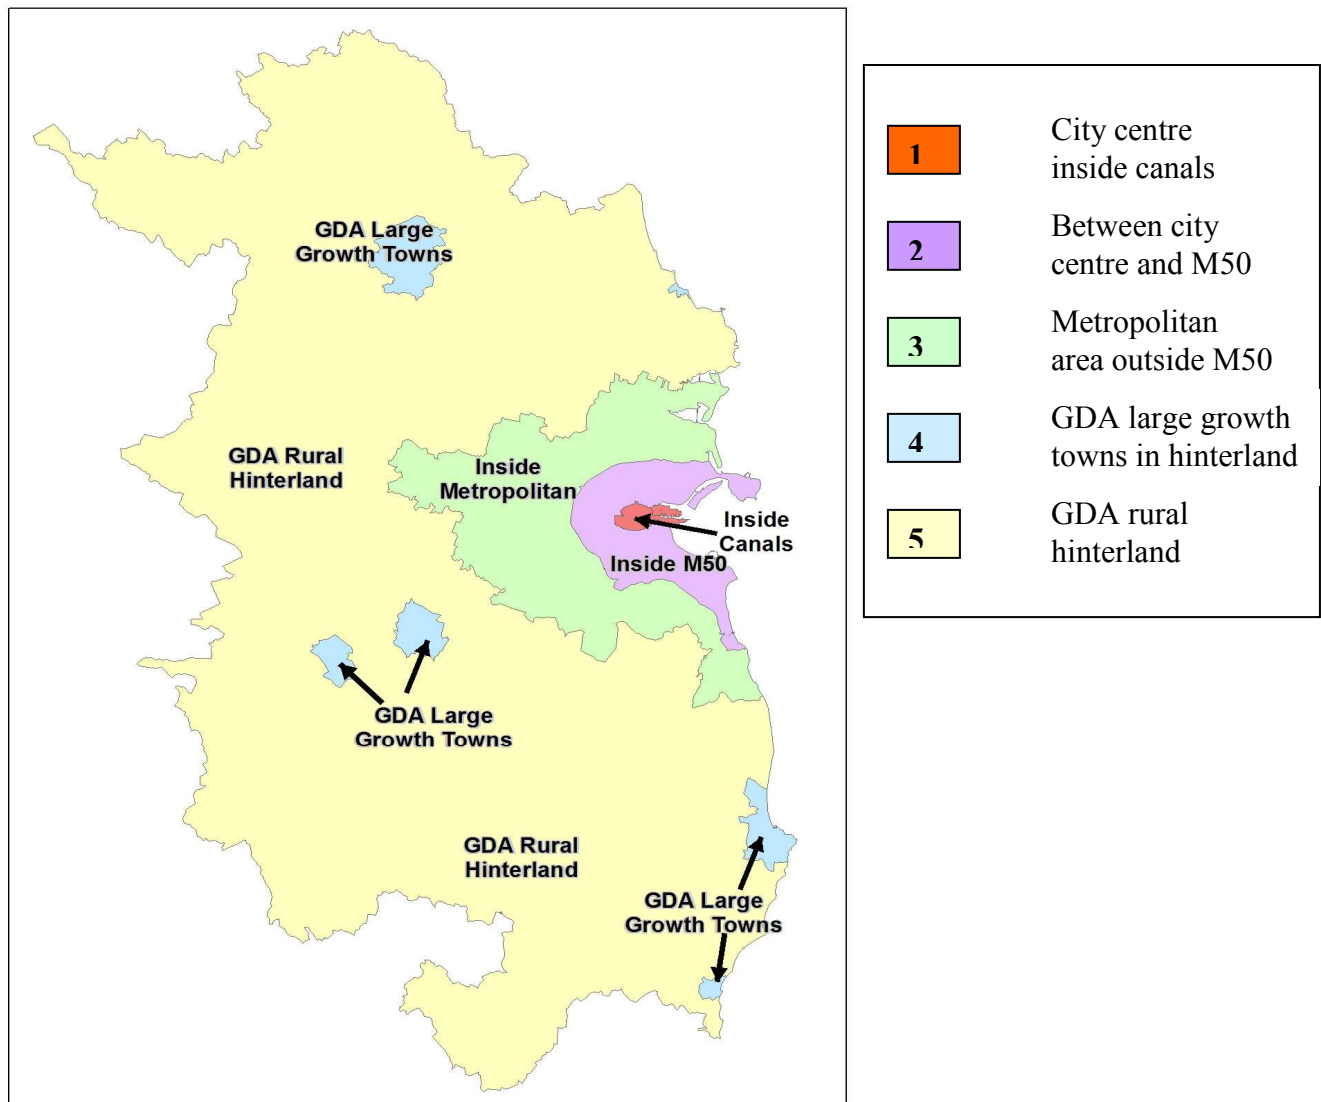 GDA Large
Growth Towns
GDA Rural
Hinterland
Inside
Metropolitan
Inside
Canals
Inside M50
GDA Large
Growth Towns
GDA Rural
Hinterland
GDA Large
Growth Towns
1
City centre
inside canals
2
Between city
centre and M50
3
Metropolitan
area outside M50
4
GDA large growth
towns in hinterland
5
GDA rural
hinterland